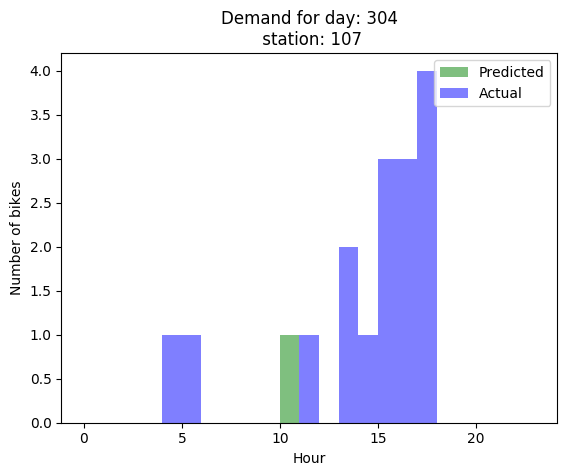 Demand for day: 304
station: 107
Predicted
Actual
Number of bikes
4.0
3.5
3.0
2.5
2.0
1.5
1.0
0.5
0.0
0 5 10 15 20
Hour